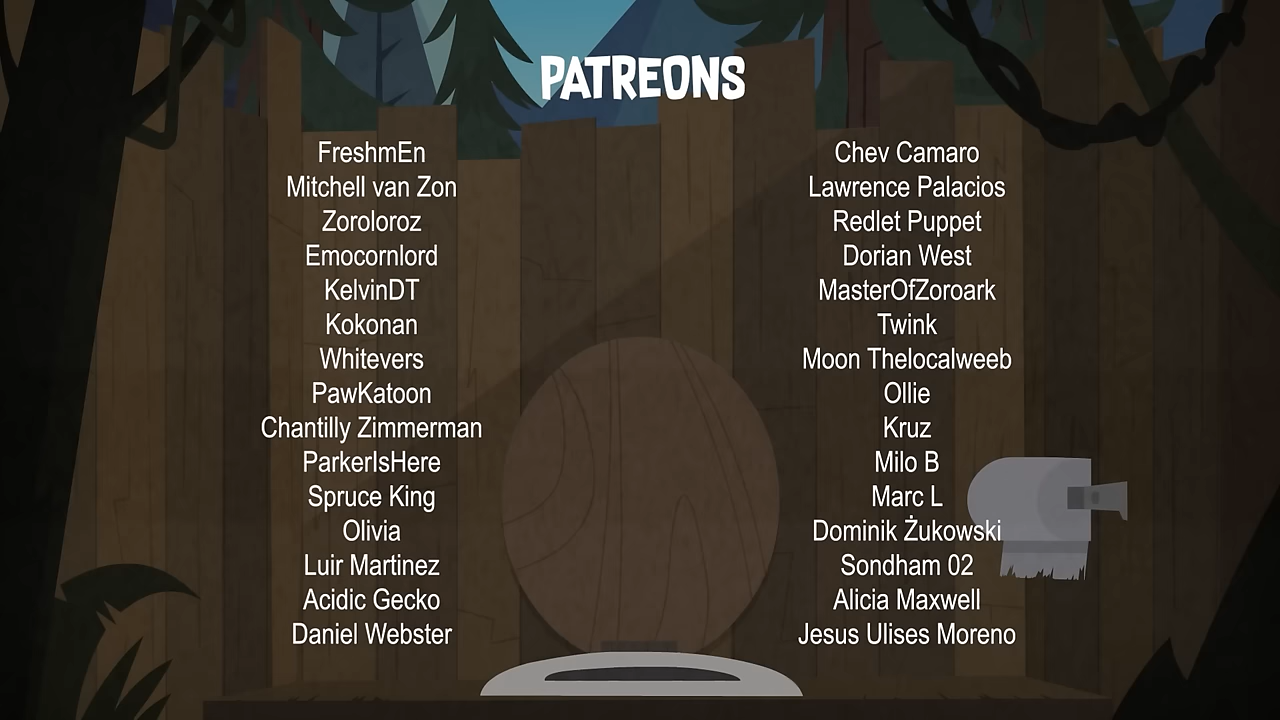 PATREONS
FreshmEn
Mitchell van Zon
Zoroloroz
Emocornlord
KelvinDT
Kokonan
Whitevers
PawKatoon
Chantilly Zimmerman
ParkerIsHere
Spruce King
Olivia
Luir Martinez
Acidic Gecko
Daniel Webster
Chev Camaro
Lawrence Palacios
Redlet Puppet
Dorian West
MasterOfZoroark
Twink
Moon Thelocalweeb
Ollie
Kruz
Milo B
Marc L
Dominik Żukowski
Sondham 02
Alicia Maxwell
Jesus Ulises Moreno